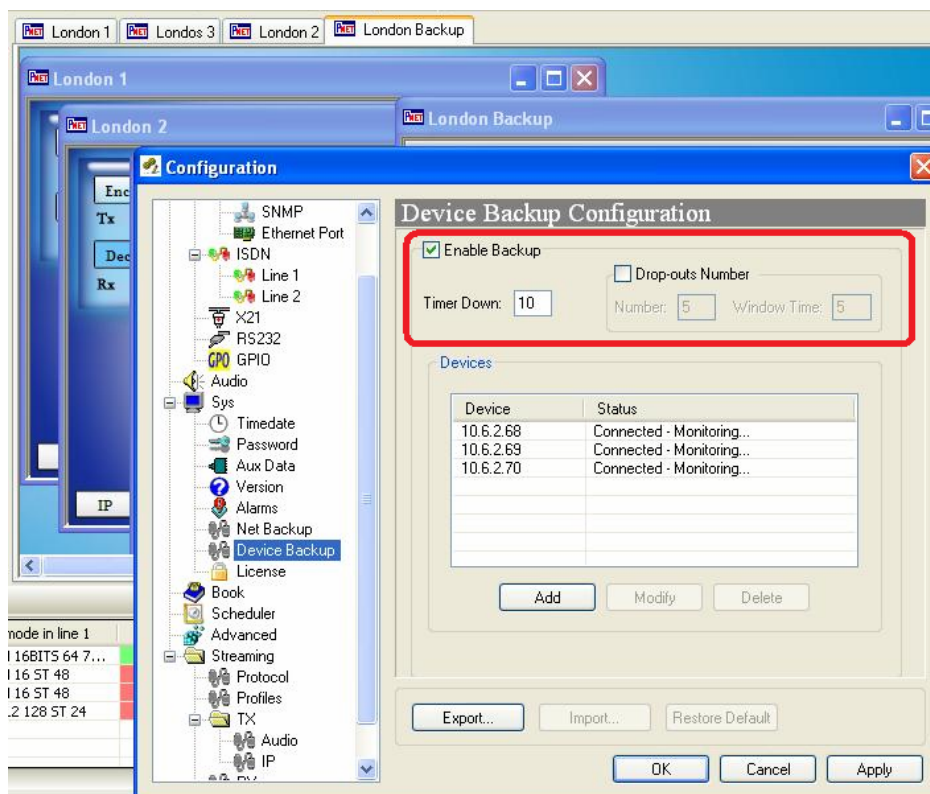 London 1 Londos 3 London 2 London Backup
London 1
London 2
London Backup
Configuration
Enc
Tx
Dec
Rx
IP
SNMP
Ethernet Port
ISDN
Line 1
Line 2
X21
RS232
GPIO
Audio
Sys
Timedate
Password
Aux Data
Version
Alarms
Net Backup
Device Backup
License
Book
Scheduler
Advanced
Streaming
Protocol
Profiles
TX
Audio
IP
Device Backup Configuration
Enable Backup
Drop-outs Number
Timer Down: 10
Number: 5 Window Time: 5
Devices
Device Status
10.6.2.68 Connected - Monitoring...
10.6.2.69 Connected - Monitoring...
10.6.2.70 Connected - Monitoring...
Add Modify Delete
Export... Import... Restore Default
OK Cancel Apply
mode in line 1
16BITS 64 7...
16 ST 48
16 ST 48
.2 128 ST 24